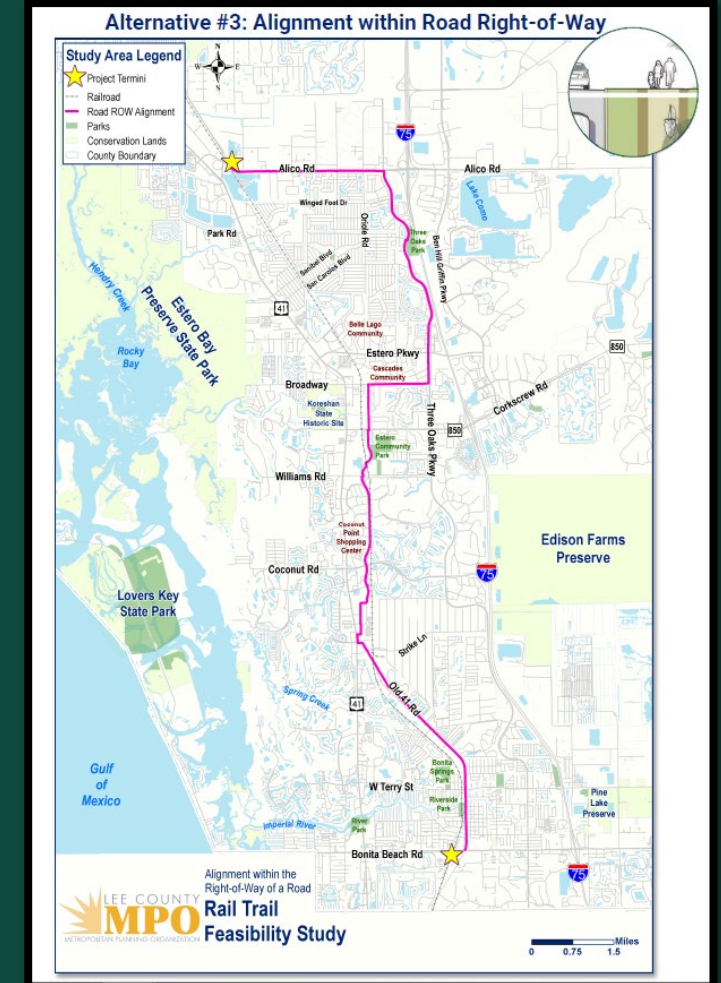 Alternative #3: Alignment within Road Right-of-Way
Study Area Legend
Project Termini
Railroad
Road ROW Alignment
Parks
Conservation Lands
County Boundary
N
W
E
S
75
Alico Rd
Alico Rd
Lake Como
Winged Foot Dr
Oriole Rd
Park Rd
Three
Oaks
Park
Ben Hill Griffin Pkwy
Sanibel Blvd
San Carlos Blvd
Hendry Creek
Estero Bay
Preserve State Park
41
Rocky
Bay
Belle Lago
Community
Estero Pkwy
850
Cascades
Community
Broadway
Koreshan
State
Historic Site
Three Oaks Pkwy
Corkscrew Rd
850
Estero
Community
Park
Williams Rd
Coconut
Point
Shopping
Center
Edison Farms
Preserve
Coconut Rd
75
Lovers Key
State Park
Strike Ln
Spring Creek
41
Old 41 Rd
Gulf
of
Mexico
Bonita
Springs
Park
W Terry St
Riverside
Park
Pine
Lake
Preserve
Imperial River
River
Park
Bonita Beach Rd
75
LEE COUNTY
MPO
METROPOLITAN PLANNING ORGANIZATION
Alignment within the
Right-of-Way of a Road
Rail Trail
Feasibility Study
Miles
0 0.75 1.5